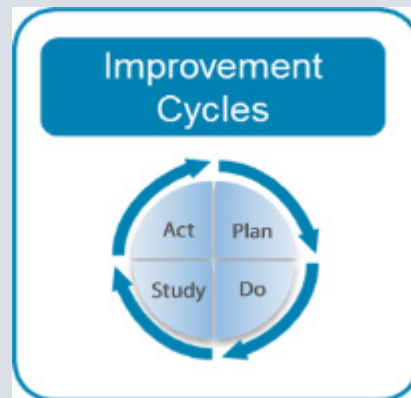 Improvement
Cycles
Act
Plan
Study
Do